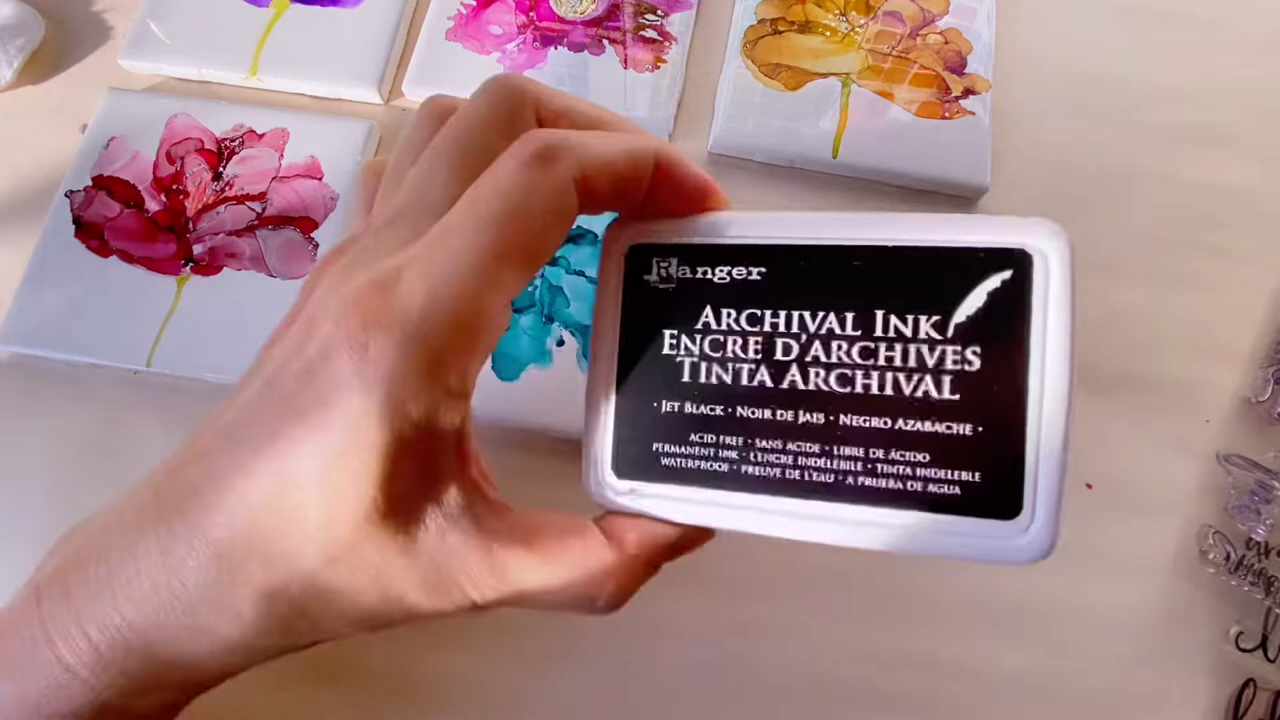 Ranger
ARCHIVAL INK
ENCRE D'ARCHIVES
TINTA ARCHIVAL
· JET BLACK · NOIR DE JAIS · NEGRO AZABACHE ·
ACID FREE · SANS ACIDE · LIBRE DE ÁCIDO
PERMANENT INK · L'ENCRE INDÉLÉBILE · TINTA INDELEBLE
WATERPROOF · PREUVE DE L'EAU · A PRUEBA DE AGUA